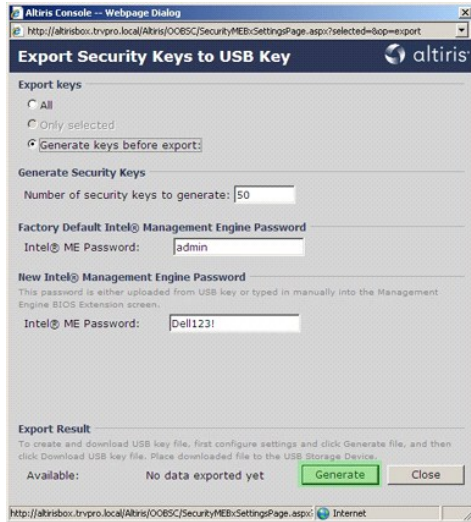 Altiris Console -- Webpage Dialog
http://altirisbox.trvpro.local/Altiris/OOBSC/SecurityMEBxSettingsPage.aspx?selected=&op=export
Export Security Keys to USB Key
altiris
Export keys
All
Only selected
Generate keys before export:
Generate Security Keys
Number of security keys to generate: 50
Factory Default Intel® Management Engine Password
Intel® ME Password: admin
New Intel® Management Engine Password
This password is either uploaded from USB key or typed in manually into the Management
Engine BIOS Extension screen.
Intel® ME Password: Dell123!
Export Result
To create and download USB key file, first configure settings and click Generate file, and then
click Download USB key file. Place downloaded file to the USB Storage Device.
Available: No data exported yet Generate Close
http://altirisbox.trvpro.local/Altiris/OOBSC/SecurityMEBxSettingsPage.aspx? Internet